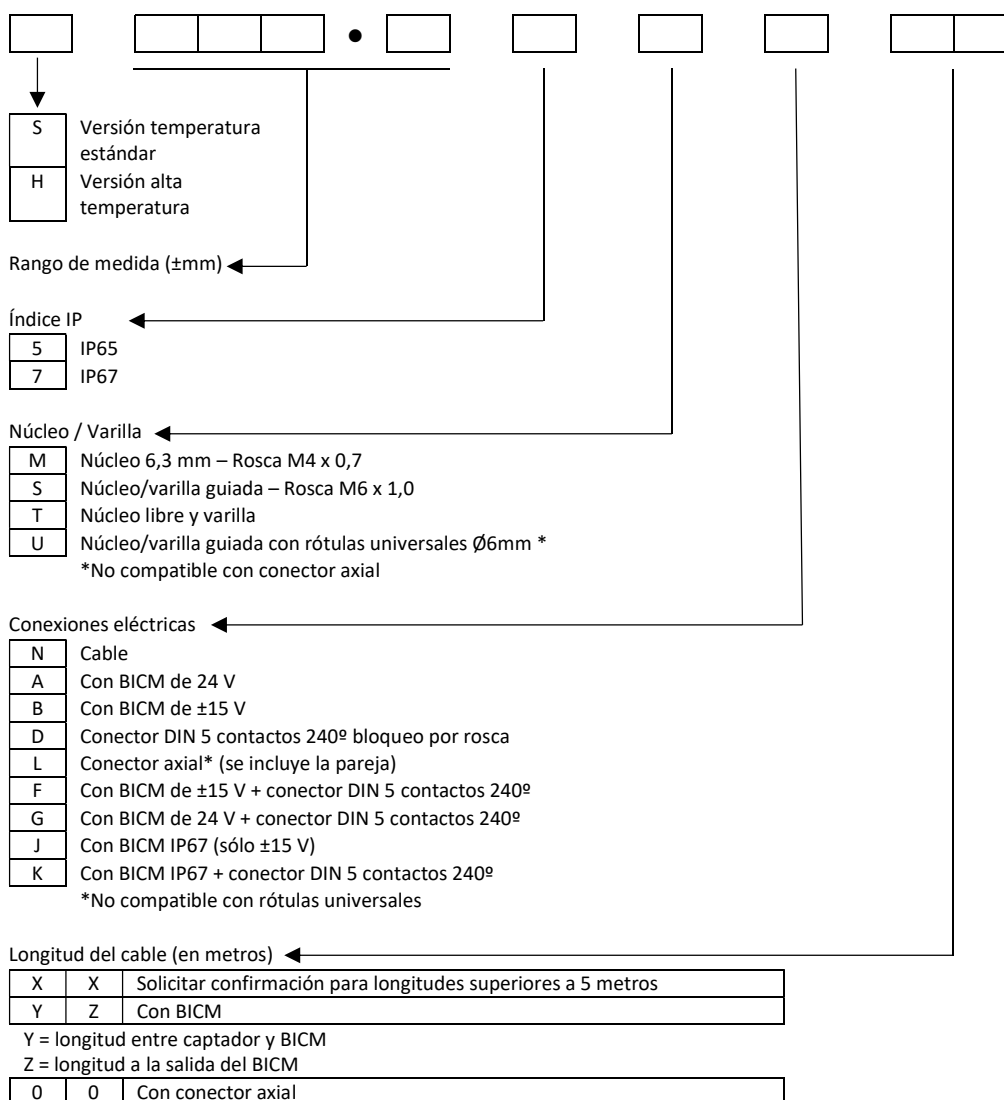 S Versión temperatura
estándar
H Versión alta
temperatura
Rango de medida (±mm)
Índice IP
5 IP65
7 IP67
Núcleo / Varilla
M Núcleo 6,3 mm – Rosca M4 x 0,7
S Núcleo/varilla guiada – Rosca M6 x 1,0
T Núcleo libre y varilla
U Núcleo/varilla guiada con rótulas universales Ø6mm *
*No compatible con conector axial
Conexiones eléctricas
N Cable
A Con BICM de 24 V
B Con BICM de ±15 V
D Conector DIN 5 contactos 240º bloqueo por rosca
L Conector axial* (se incluye la pareja)
F Con BICM de ±15 V + conector DIN 5 contactos 240º
G Con BICM de 24 V + conector DIN 5 contactos 240º
J Con BICM IP67 (sólo ±15 V)
K Con BICM IP67 + conector DIN 5 contactos 240º
*No compatible con rótulas universales
Longitud del cable (en metros)
X X Solicitar confirmación para longitudes superiores a 5 metros
Y Z Con BICM
Y = longitud entre captador y BICM
Z = longitud a la salida del BICM
0 0 Con conector axial